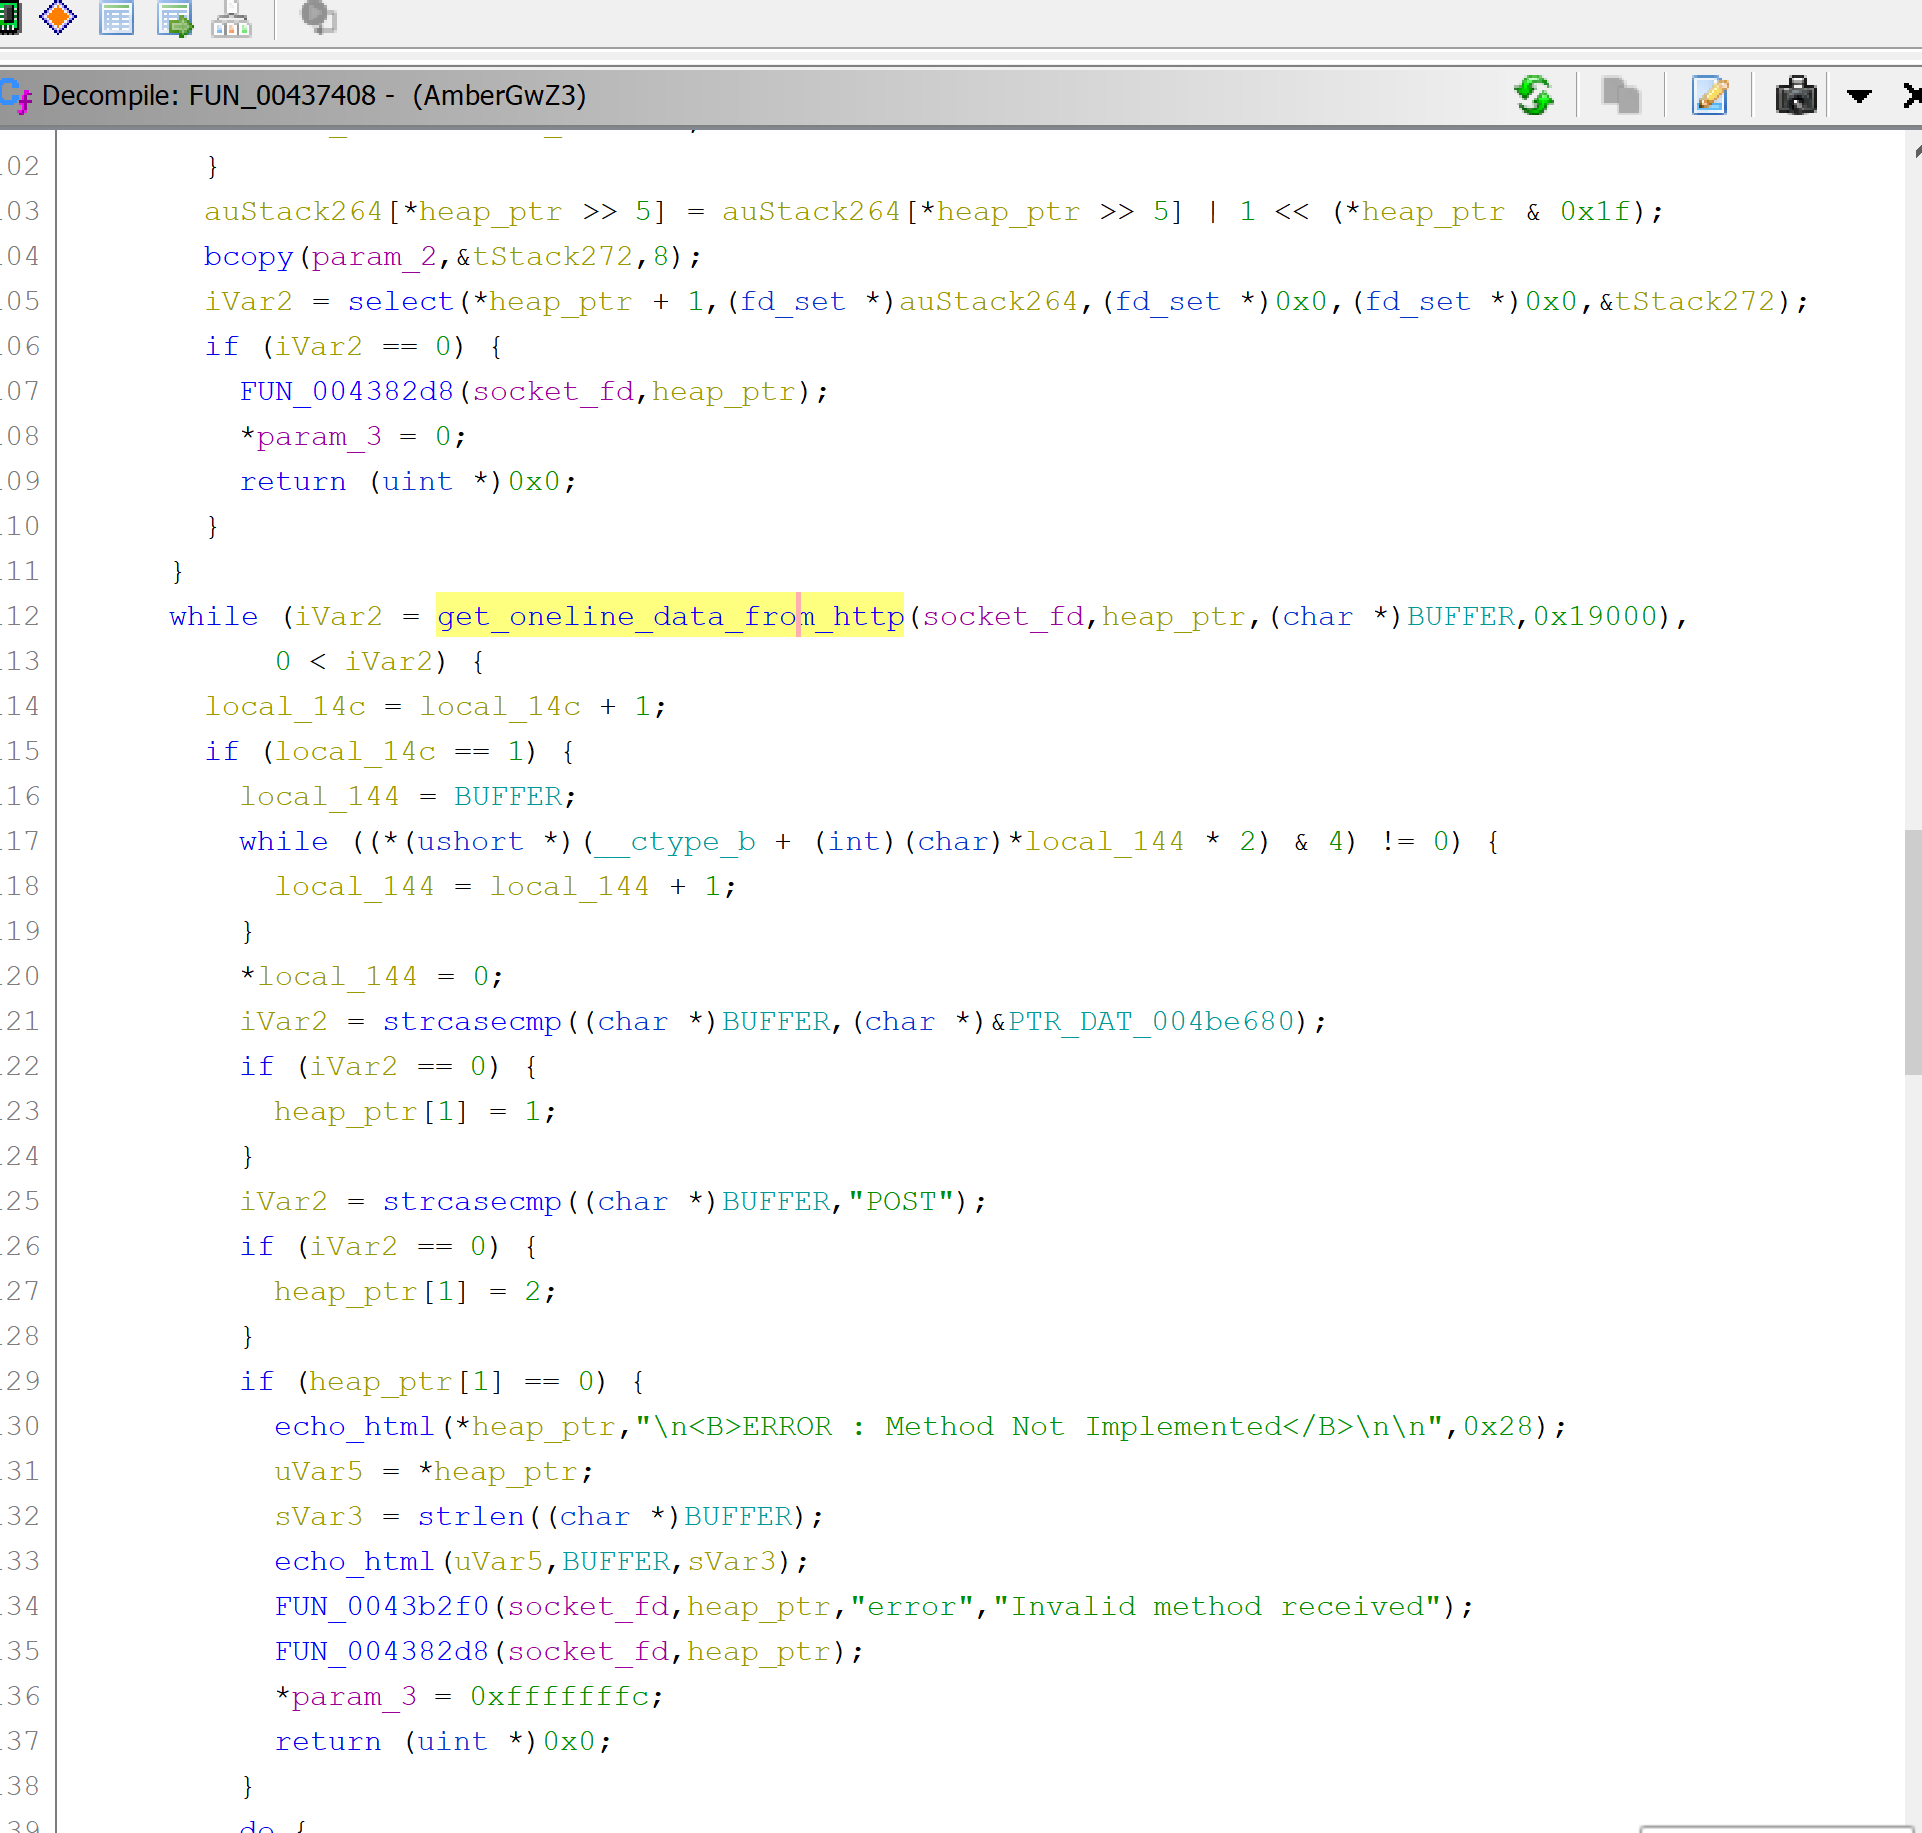 Decompile: FUN_00437408 - (AmberGwZ3)
02 }
03 auStack264[*heap_ptr >> 5] = auStack264[*heap_ptr >> 5] | 1 << (*heap_ptr & 0x1f);
04 bcopy(param_2,&tStack272,8);
05 iVar2 = select(*heap_ptr + 1,(fd_set *)auStack264,(fd_set *)0x0,(fd_set *)0x0,&tStack272);
06 if (iVar2 == 0) {
07 FUN_004382d8(socket_fd,heap_ptr);
08 *param_3 = 0;
09 return (uint *)0x0;
10 }
11 }
12 while (iVar2 = get_oneline_data_from_http(socket_fd,heap_ptr,(char *)BUFFER,0x19000),
13 0 < iVar2) {
14 local_14c = local_14c + 1;
15 if (local_14c == 1) {
16 local_144 = BUFFER;
17 while ((*(ushort *)(__ctype_b + (int)(char)*local_144 * 2) & 4) != 0) {
18 local_144 = local_144 + 1;
19 }
20 *local_144 = 0;
21 iVar2 = strcasecmp((char *)BUFFER,(char *)&PTR_DAT_004be680);
22 if (iVar2 == 0) {
23 heap_ptr[1] = 1;
24 }
25 iVar2 = strcasecmp((char *)BUFFER,"POST");
26 if (iVar2 == 0) {
27 heap_ptr[1] = 2;
28 }
29 if (heap_ptr[1] == 0) {
30 echo_html(*heap_ptr,"\n<B>ERROR : Method Not Implemented</B>\n\n",0x28);
31 uVar5 = *heap_ptr;
32 sVar3 = strlen((char *)BUFFER);
33 echo_html(uVar5,BUFFER,sVar3);
34 FUN_0043b2f0(socket_fd,heap_ptr,"error","Invalid method received");
35 FUN_004382d8(socket_fd,heap_ptr);
36 *param_3 = 0xfffffffc;
37 return (uint *)0x0;
38 }
39 do {